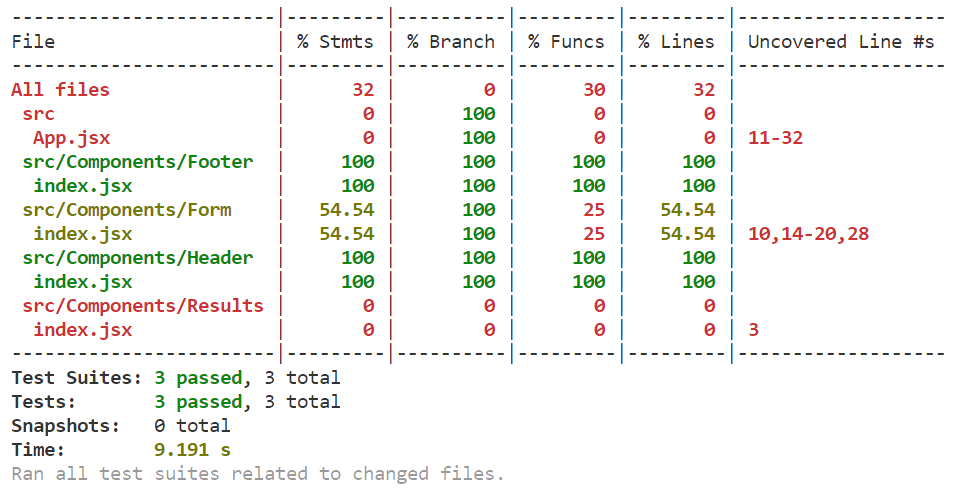 ------------------------|---------|----------|---------|---------|-------------------
File                    | % Stmts | % Branch | % Funcs | % Lines | Uncovered Line #s
------------------------|---------|----------|---------|---------|-------------------
All files               |      32 |        0 |      30 |      32 |
 src                    |       0 |      100 |       0 |       0 |
  App.jsx               |       0 |      100 |       0 |       0 | 11-32
 src/Components/Footer  |     100 |      100 |     100 |     100 |
  index.jsx             |     100 |      100 |     100 |     100 |
 src/Components/Form    |   54.54 |      100 |      25 |   54.54 |
  index.jsx             |   54.54 |      100 |      25 |   54.54 | 10,14-20,28
 src/Components/Header  |     100 |      100 |     100 |     100 |
  index.jsx             |     100 |      100 |     100 |     100 |
 src/Components/Results |       0 |        0 |       0 |       0 |
  index.jsx             |       0 |        0 |       0 |       0 | 3
------------------------|---------|----------|---------|---------|-------------------
Test Suites: 3 passed, 3 total
Tests:       3 passed, 3 total
Snapshots:   0 total
Time:        9.191 s
Ran all test suites related to changed files.